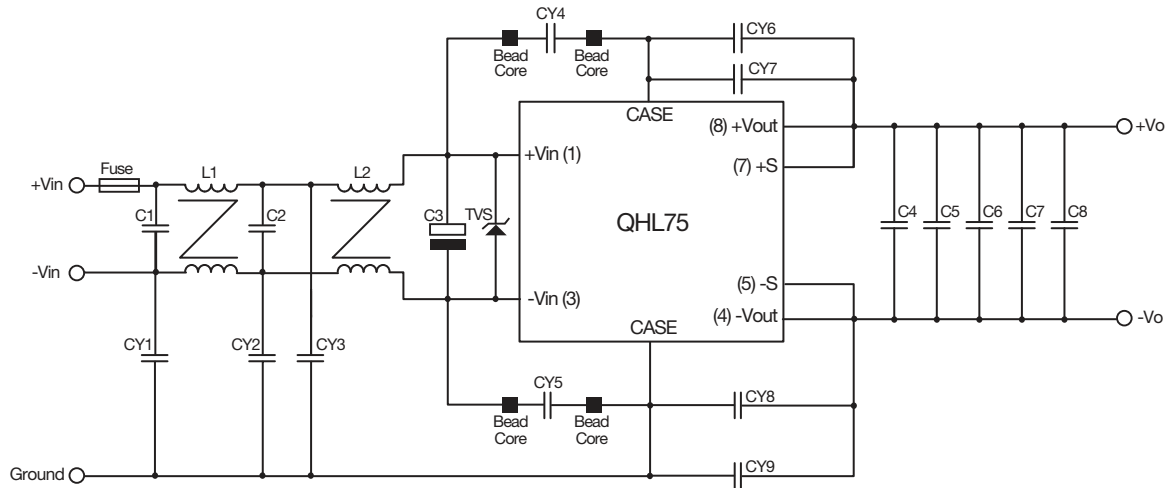 CY4
CY6
Bead
Core
Bead
Core
CY7
CASE
(8) +Vout
+Vo
+Vin (1)
(7) +S
Fuse
L1
L2
+Vin
C1
C2
C3
TVS
QHL75
C4
C5
C6
C7
C8
-Vin
(5) -S
-Vin (3)
(4) -Vout
-Vo
CASE
CY1
CY2
CY3
CY5
CY8
Bead
Core
Bead
Core
Ground
CY9